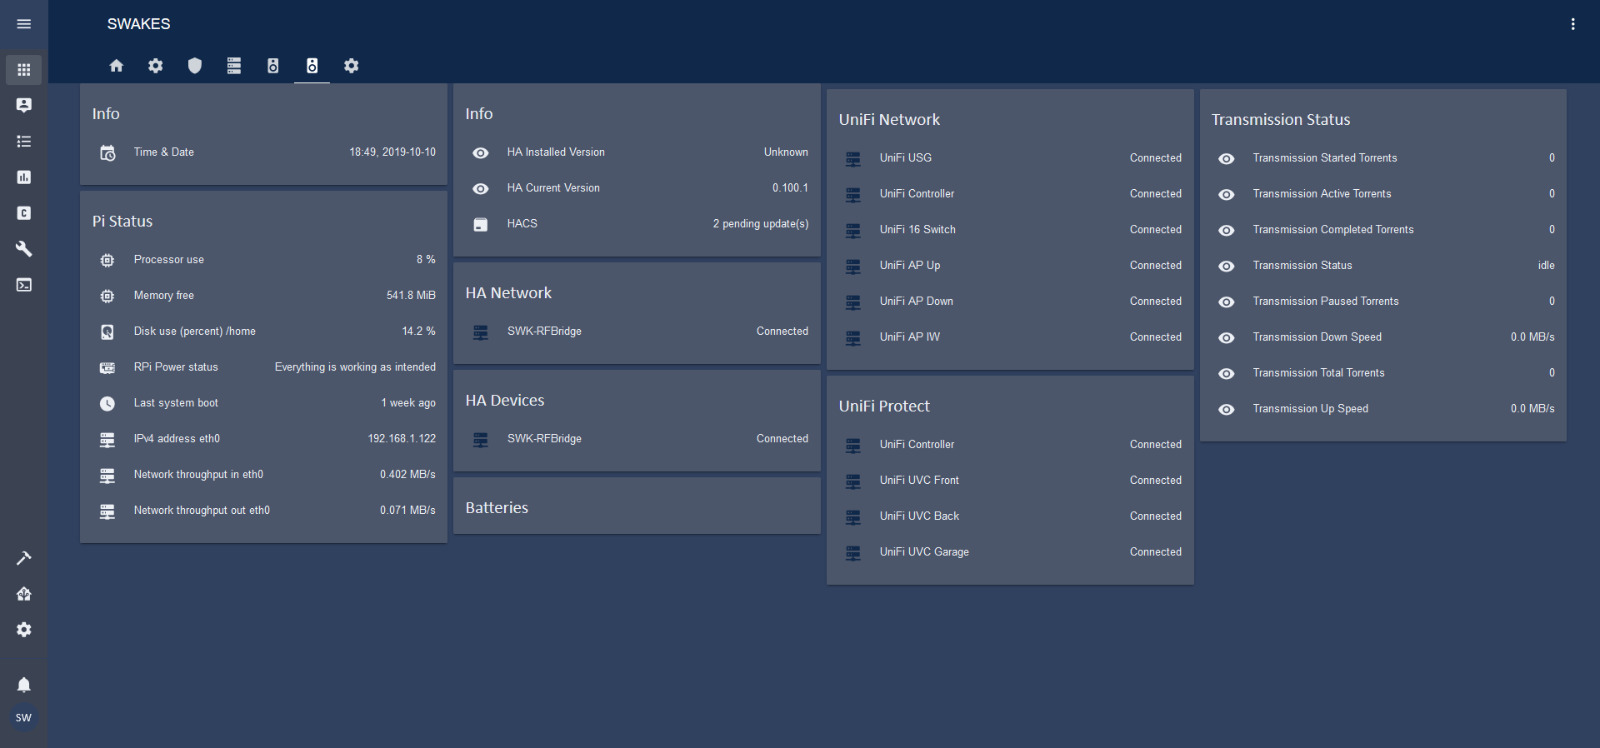 SWAKES
Info
Time & Date 18:49, 2019-10-10
Pi Status
Processor use 8 %
Memory free 541.8 MiB
Disk use (percent) /home 14.2 %
RPi Power status Everything is working as intended
Last system boot 1 week ago
IPv4 address eth0 192.168.1.122
Network throughput in eth0 0.402 MB/s
Network throughput out eth0 0.071 MB/s
Info
HA Installed Version Unknown
HA Current Version 0.100.1
HACS 2 pending update(s)
HA Network
SWK-RFBridge Connected
HA Devices
SWK-RFBridge Connected
Batteries
UniFi Network
UniFi USG Connected
UniFi Controller Connected
UniFi 16 Switch Connected
UniFi AP Up Connected
UniFi AP Down Connected
UniFi AP IW Connected
UniFi Protect
UniFi Controller Connected
UniFi UVC Front Connected
UniFi UVC Back Connected
UniFi UVC Garage Connected
Transmission Status
Transmission Started Torrents 0
Transmission Active Torrents 0
Transmission Completed Torrents 0
Transmission Status idle
Transmission Paused Torrents 0
Transmission Down Speed 0.0 MB/s
Transmission Total Torrents 0
Transmission Up Speed 0.0 MB/s
C
SW